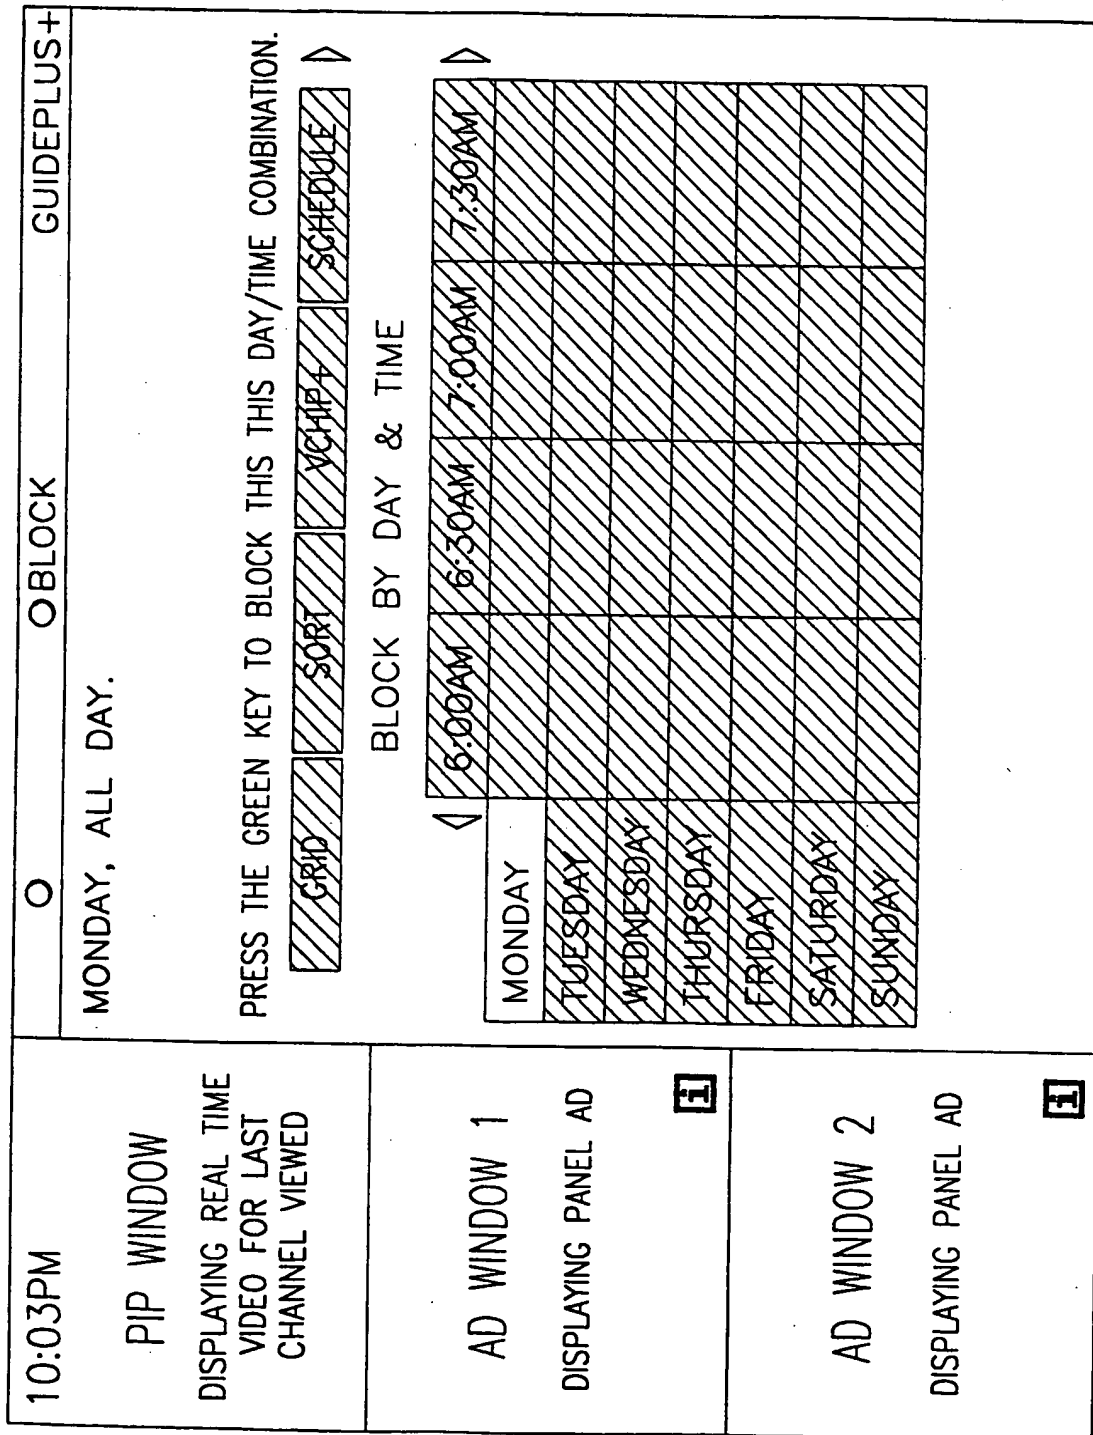 10:03PM
O
O BLOCK
GUIDEPLUS+
PIP WINDOW
DISPLAYING REAL TIME
VIDEO FOR LAST
CHANNEL VIEWED
AD WINDOW 1
DISPLAYING PANEL AD
i
AD WINDOW 2
DISPLAYING PANEL AD
i
MONDAY, ALL DAY.
PRESS THE GREEN KEY TO BLOCK THIS THIS DAY/TIME COMBINATION.
GRID SORT VCHIP+ SCHEDULE
BLOCK BY DAY & TIME
6:00AM 6:30AM 7:00AM 7:30AM
MONDAY
TUESDAY
WEDNESDAY
THURSDAY
FRIDAY
SATURDAY
SUNDAY